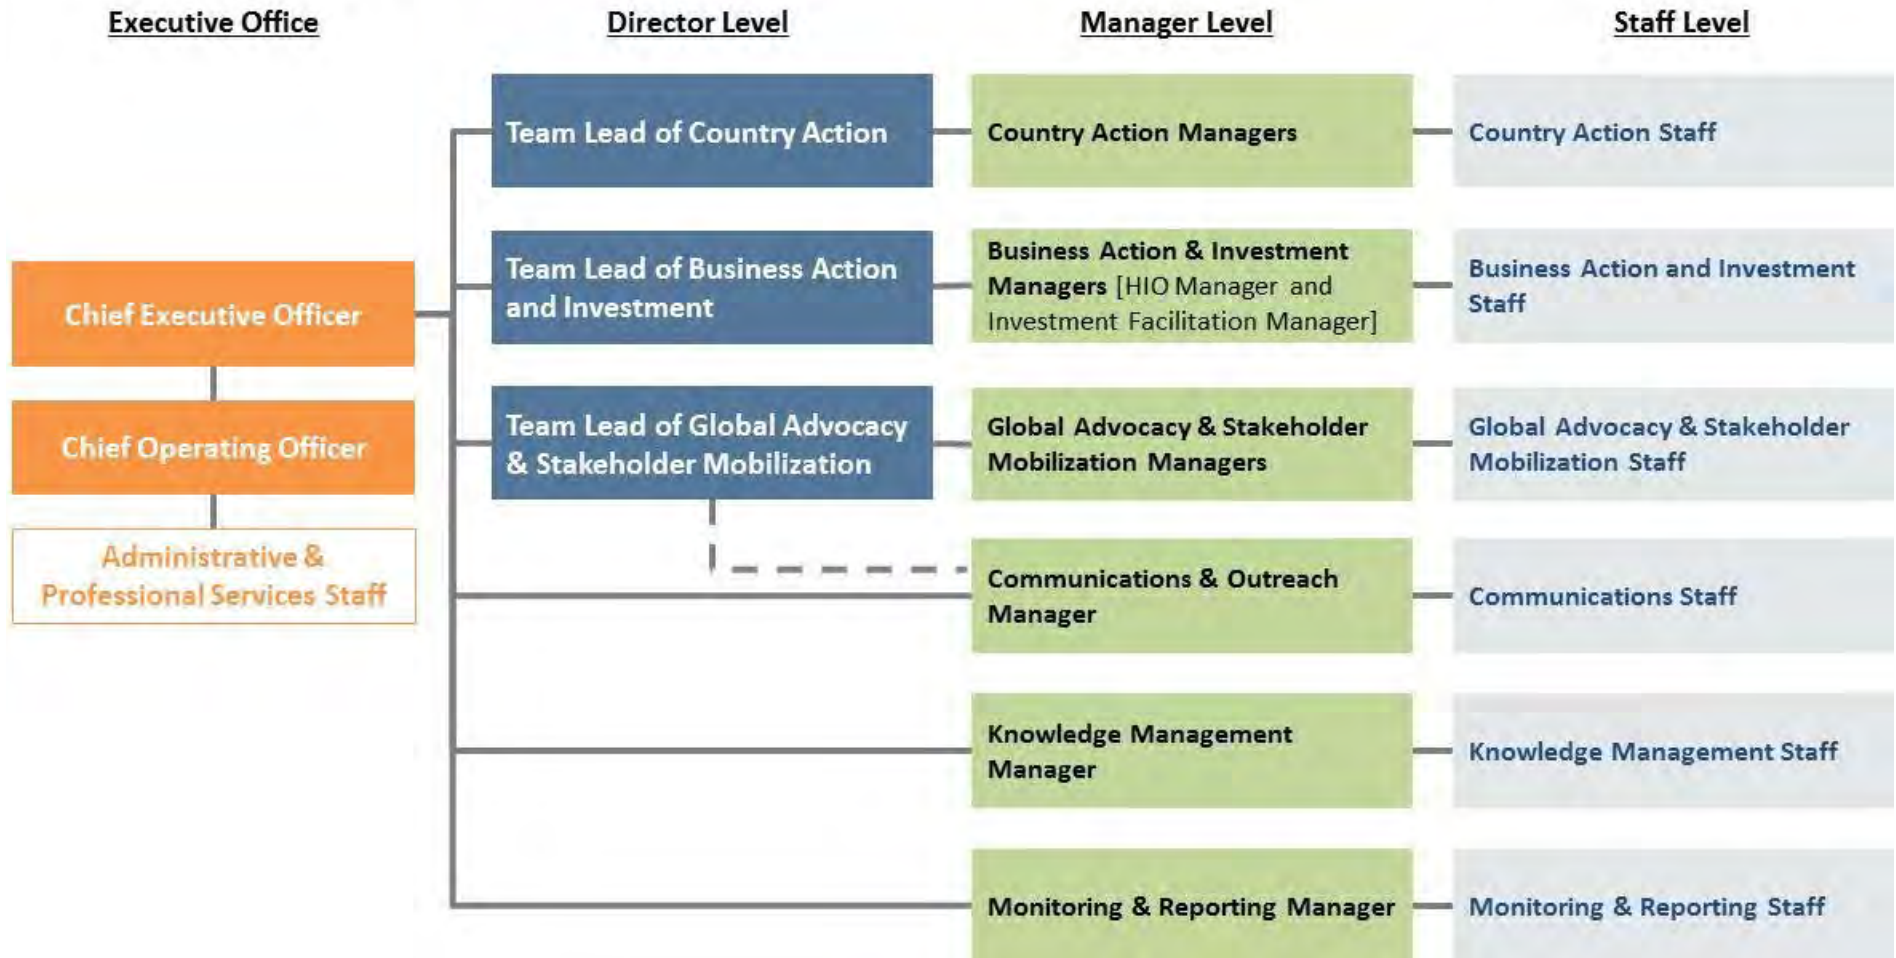 Executive Office
Director Level
Manager Level
Staff Level
Team Lead of Country Action
Country Action Managers
Country Action Staff
Chief Executive Officer
Team Lead of Business Action
and Investment
Business Action & Investment
Managers [HIO Manager and
Investment Facilitation Manager]
Business Action and Investment
Staff
Chief Operating Officer
Team Lead of Global Advocacy
& Stakeholder Mobilization
Global Advocacy & Stakeholder
Mobilization Managers
Global Advocacy & Stakeholder
Mobilization Staff
Administrative &
Professional Services Staff
Communications & Outreach
Manager
Communications Staff
Knowledge Management
Manager
Knowledge Management Staff
Monitoring & Reporting Manager
Monitoring & Reporting Staff